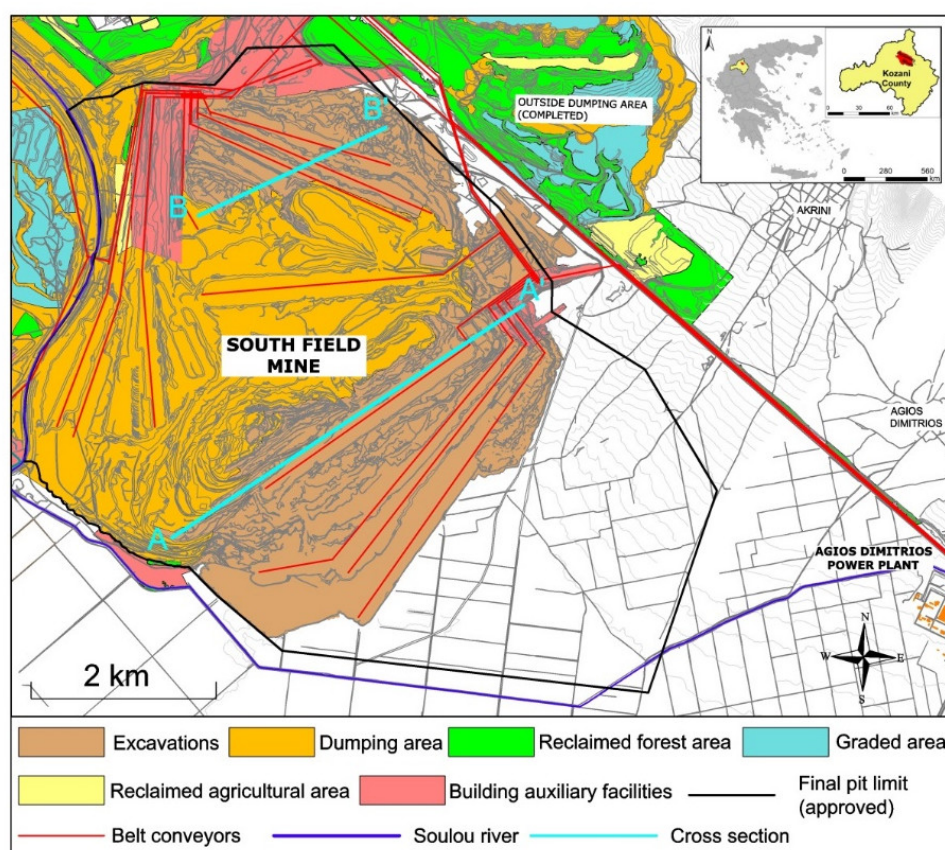 N
Kozani
County
0 30 60
km
0 280 560
km
OUTSIDE DUMPING AREA
(COMPLETED)
AKRINI
B'
B
A'
SOUTH FIELD
MINE
AGIOS
DIMITRIOS
A
AGIOS DIMITRIOS
POWER PLANT
N
W E
S
2 km
Excavations
Dumping area
Reclaimed forest area
Graded area
Reclaimed agricultural area
Building auxiliary facilities
Final pit limit
(approved)
Belt conveyors
Soulou river
Cross section